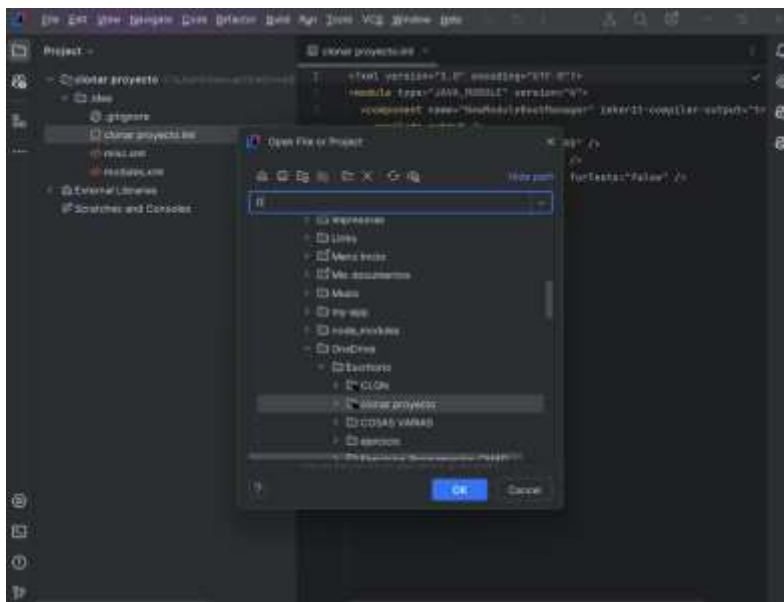 File Edit View Navigate Code Refactor Build Run Tools VCS Window Help
Project
clonar proyecto.iml
clonar proyecto
.idea
.gitignore
clonar proyecto.iml
misc.xml
modules.xml
External Libraries
Scratches and Consoles
1 <?xml version="1.0" encoding="UTF-8"?>
<module type="JAVA_MODULE" version="4">
<component name="NewModuleRootManager" inherit-compiler-output="tr
/>
/>
forTests="false" />
Open File or Project
Hide path
Impresoras
Links
Menú Inicio
Mis documentos
Music
my-app
node_modules
OneDrive
Escritorio
CLON
clonar proyecto
COSAS VARIAS
ejercicio
?
OK
Cancel